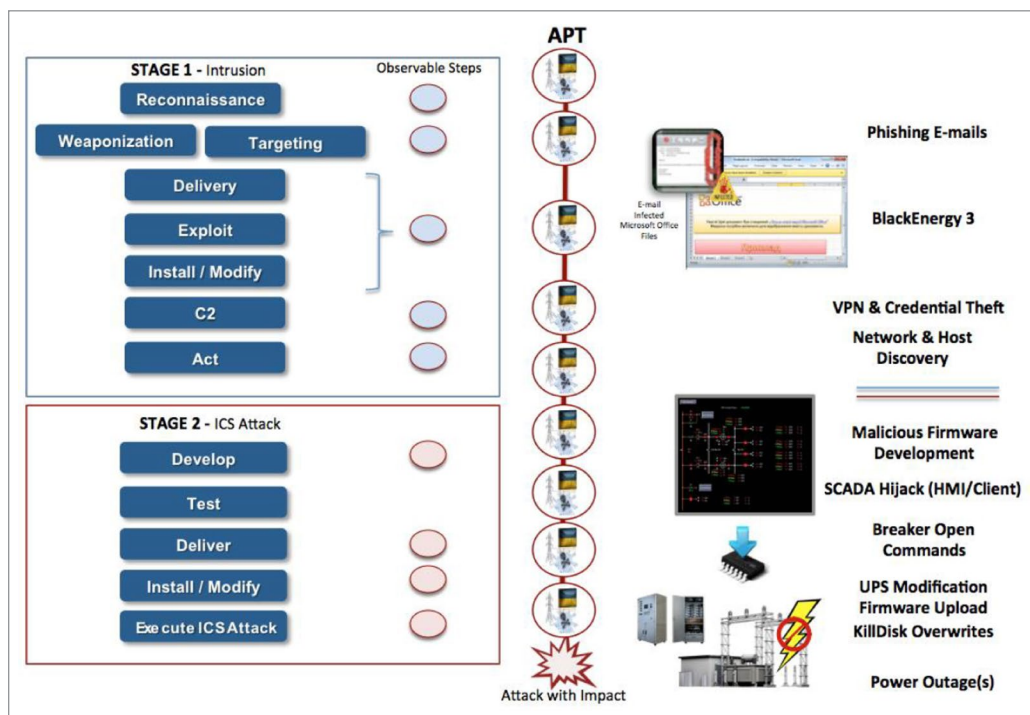 APT
STAGE 1 - Intrusion
Observable Steps
Reconnaissance
Weaponization
Targeting
Delivery
Exploit
Install / Modify
C2
Act
STAGE 2 - ICS Attack
Develop
Test
Deliver
Install / Modify
Execute ICS Attack
Attack with Impact
E-mail
Infected
Microsoft Office
Files
Office
Phishing E-mails
BlackEnergy 3
VPN & Credential Theft
Network & Host
Discovery
Malicious Firmware
Development
SCADA Hijack (HMI/Client)
Breaker Open
Commands
UPS Modification
Firmware Upload
KillDisk Overwrites
Power Outage(s)